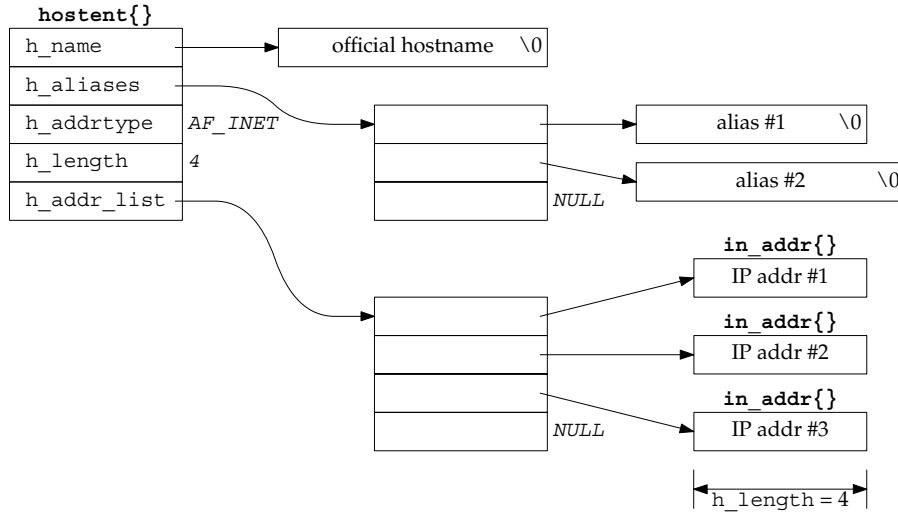 hostent{}
h_name
official hostname \0
h_aliases
h_addrtype AF_INET
alias #1 \0
h_length 4
alias #2 \0
h_addr_list
NULL
in_addr{}
IP addr #1
in_addr{}
IP addr #2
in_addr{}
IP addr #3
NULL
h_length = 4